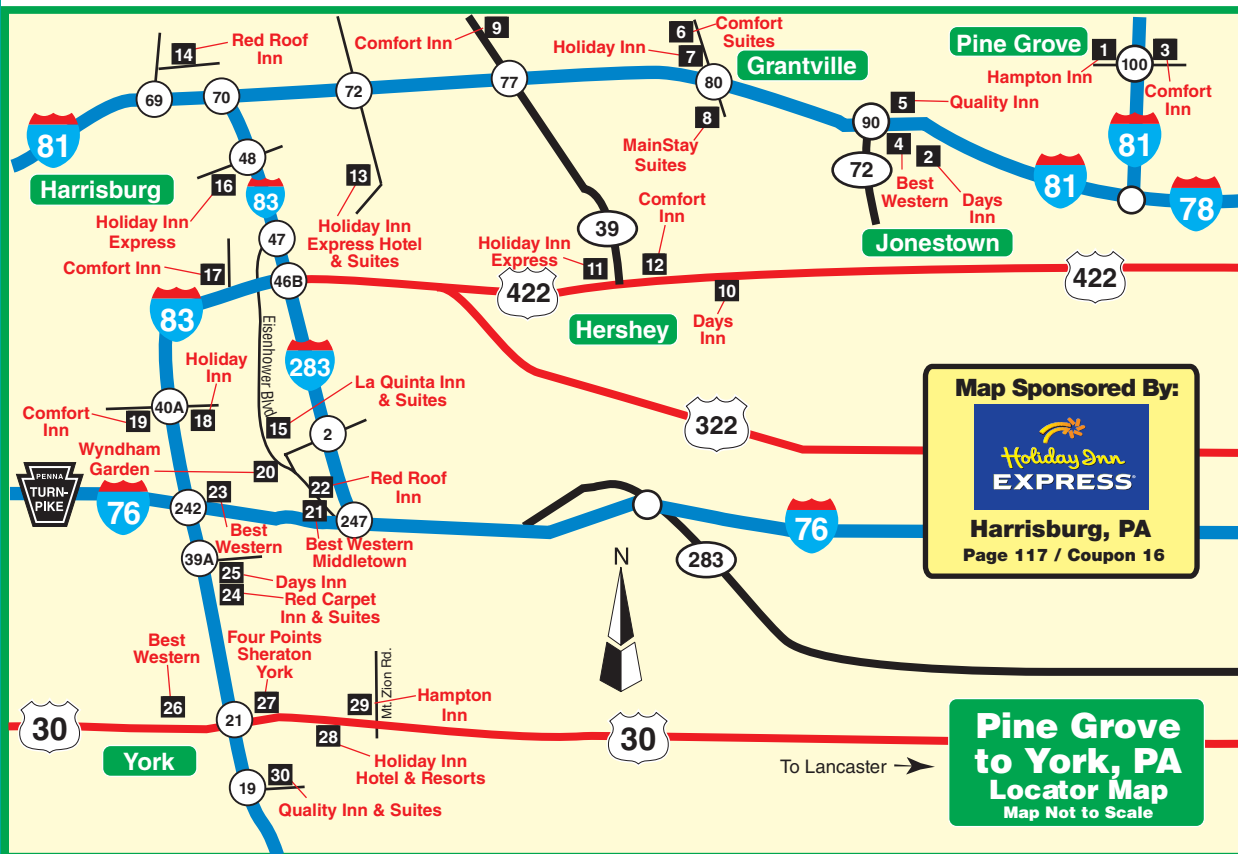 9
Comfort Inn
14
Red Roof
Inn
13
Holiday Inn
Express Hotel
& Suites
6
Comfort
Suites
Holiday Inn
7
Grantville
8
MainStay
Suites
Pine Grove
1
100
3
Hampton Inn
Comfort
Inn
5
Quality Inn
69
70
72
77
80
90
4
Best
Western
2
Days
Inn
72
Jonestown
81
81
81
78
48
Harrisburg
16
Holiday Inn
Express
83
47
17
Comfort Inn
46B
83
39
Holiday Inn
Express
11
Comfort
Inn
12
422
422
10
Days
Inn
Hershey
Eisenhower Blvd
283
Holiday
Inn
La Quinta Inn
& Suites
15
2
322
40A
Comfort
Inn
19
18
Wyndham
Garden
20
22
Red Roof
Inn
21
Best Western
Middletown
247
PENNA
TURN-
PIKE
76
242
23
Best
Western
76
283
39A
25
Days Inn
24
Red Carpet
Inn & Suites
N
Map Sponsored By:
Holiday Inn
EXPRESS®
Harrisburg, PA
Page 117 / Coupon 16
Best
Western
26
Four Points
Sheraton
York
27
Mt. Zion Rd.
29
Hampton
Inn
30
21
28
Holiday Inn
Hotel & Resorts
30
York
19
30
Quality Inn & Suites
To Lancaster
Pine Grove
to York, PA
Locator Map
Map Not to Scale